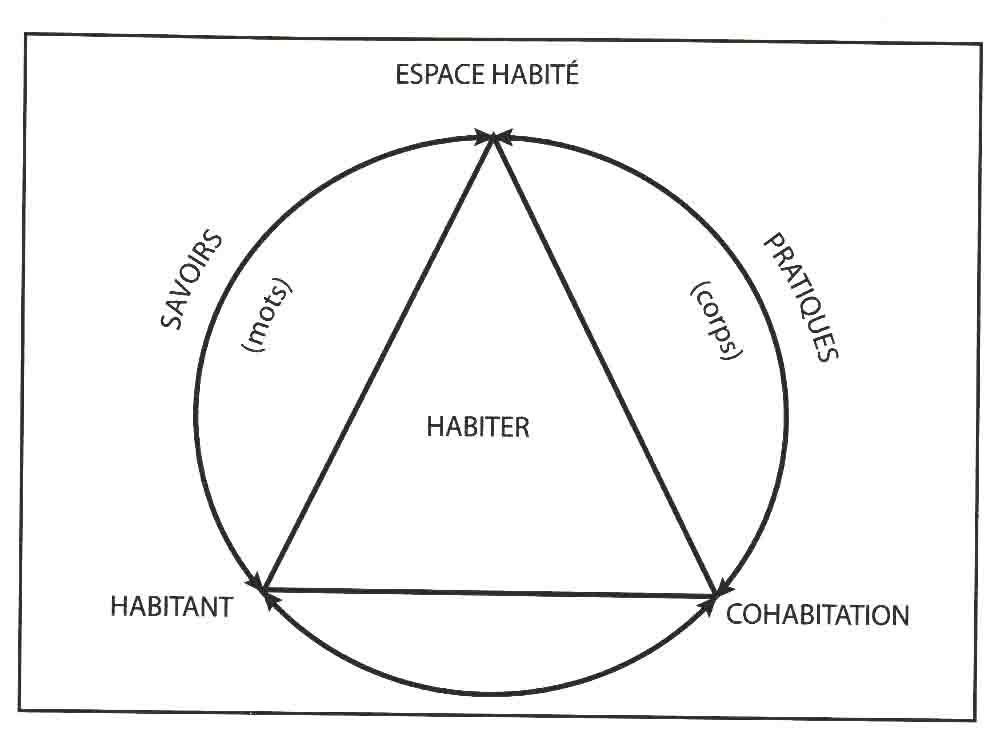 ESPACE HABITÉ
SAVOIRS
(mots)
PRATIQUES
(corps)
HABITER
HABITANT
COHABITATION